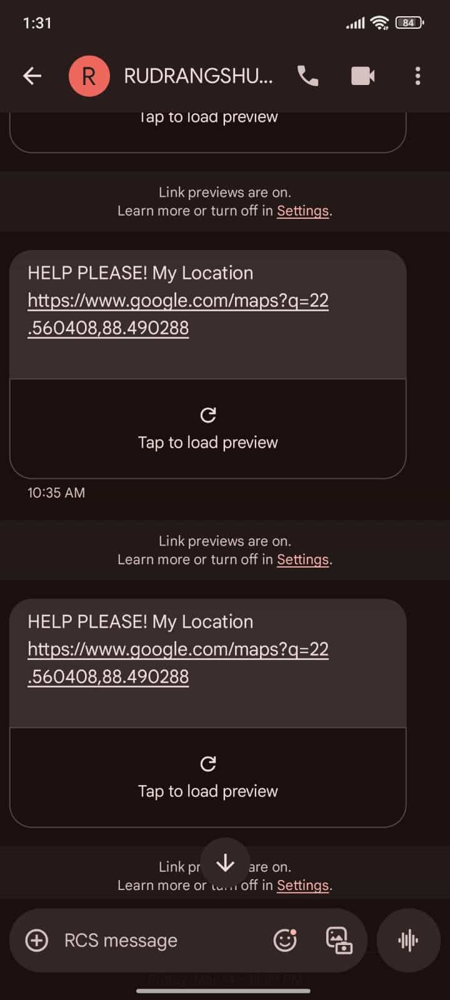 1:31
84
R
RUDRANGSHU...
Tap to load preview
Link previews are on.
Learn more or turn off in Settings.
HELP PLEASE! My Location
https://www.google.com/maps?q=22
.560408,88.490288
Tap to load preview
10:35 AM
Link previews are on.
Learn more or turn off in Settings.
HELP PLEASE! My Location
https://www.google.com/maps?q=22
.560408,88.490288
Tap to load preview
Link pr are on.
Learn more or turn off in Settings.
RCS message